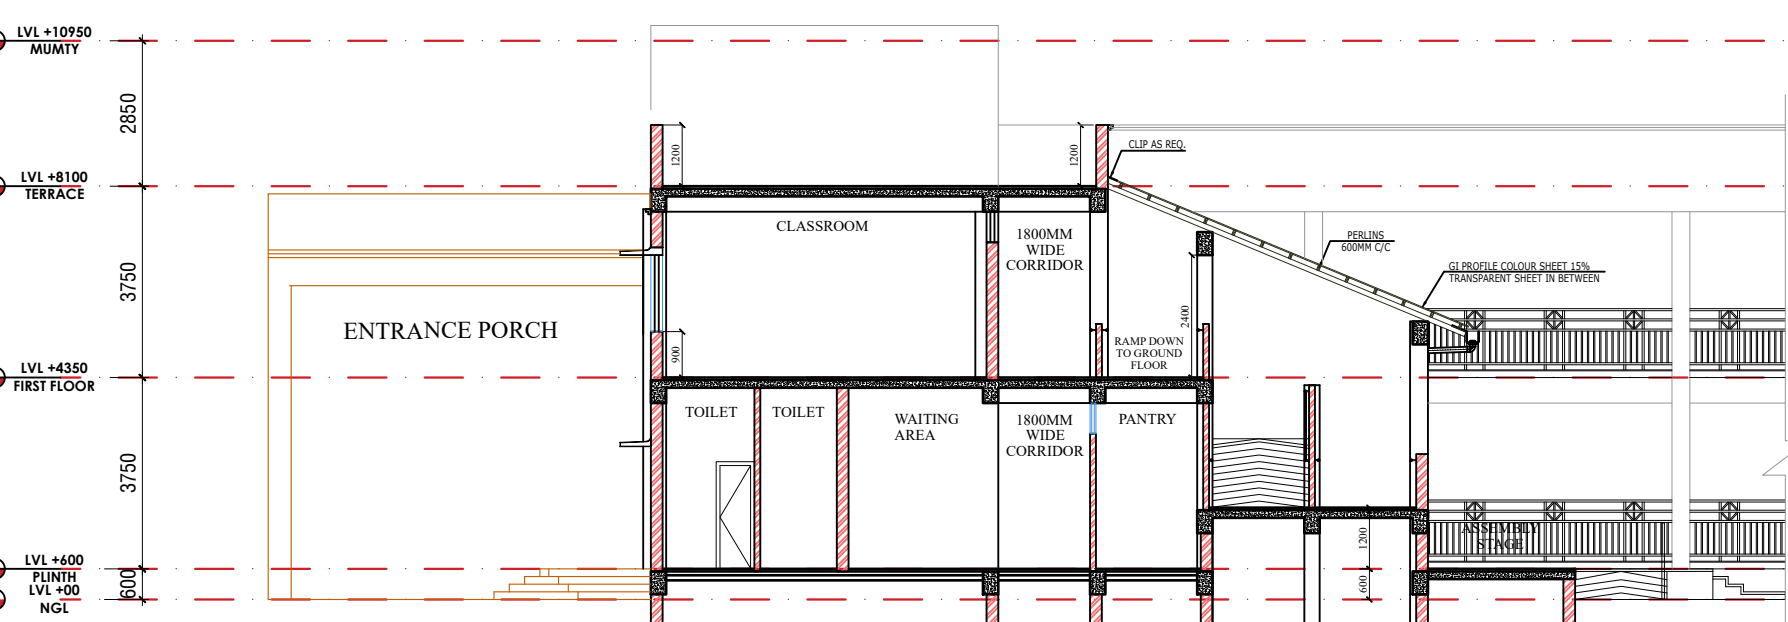 LVL +10950
MUMTY
2850
LVL +8100
TERRACE
3750
LVL +4350
FIRST FLOOR
3750
LVL +600
PLINTH
600
LVL +00
NGL
ENTRANCE PORCH
1200
1200
CLIP AS REQ.
CLASSROOM
1800MM
WIDE
CORRIDOR
PERLINS
600MM C/C
GI PROFILE COLOUR SHEET 15%
TRANSPARENT SHEET IN BETWEEN
900
2400
RAMP DOWN
TO GROUND
FLOOR
TOILET
TOILET
WAITING
AREA
1800MM
WIDE
CORRIDOR
PANTRY
1200
600
ASSEMBLY
STAGE